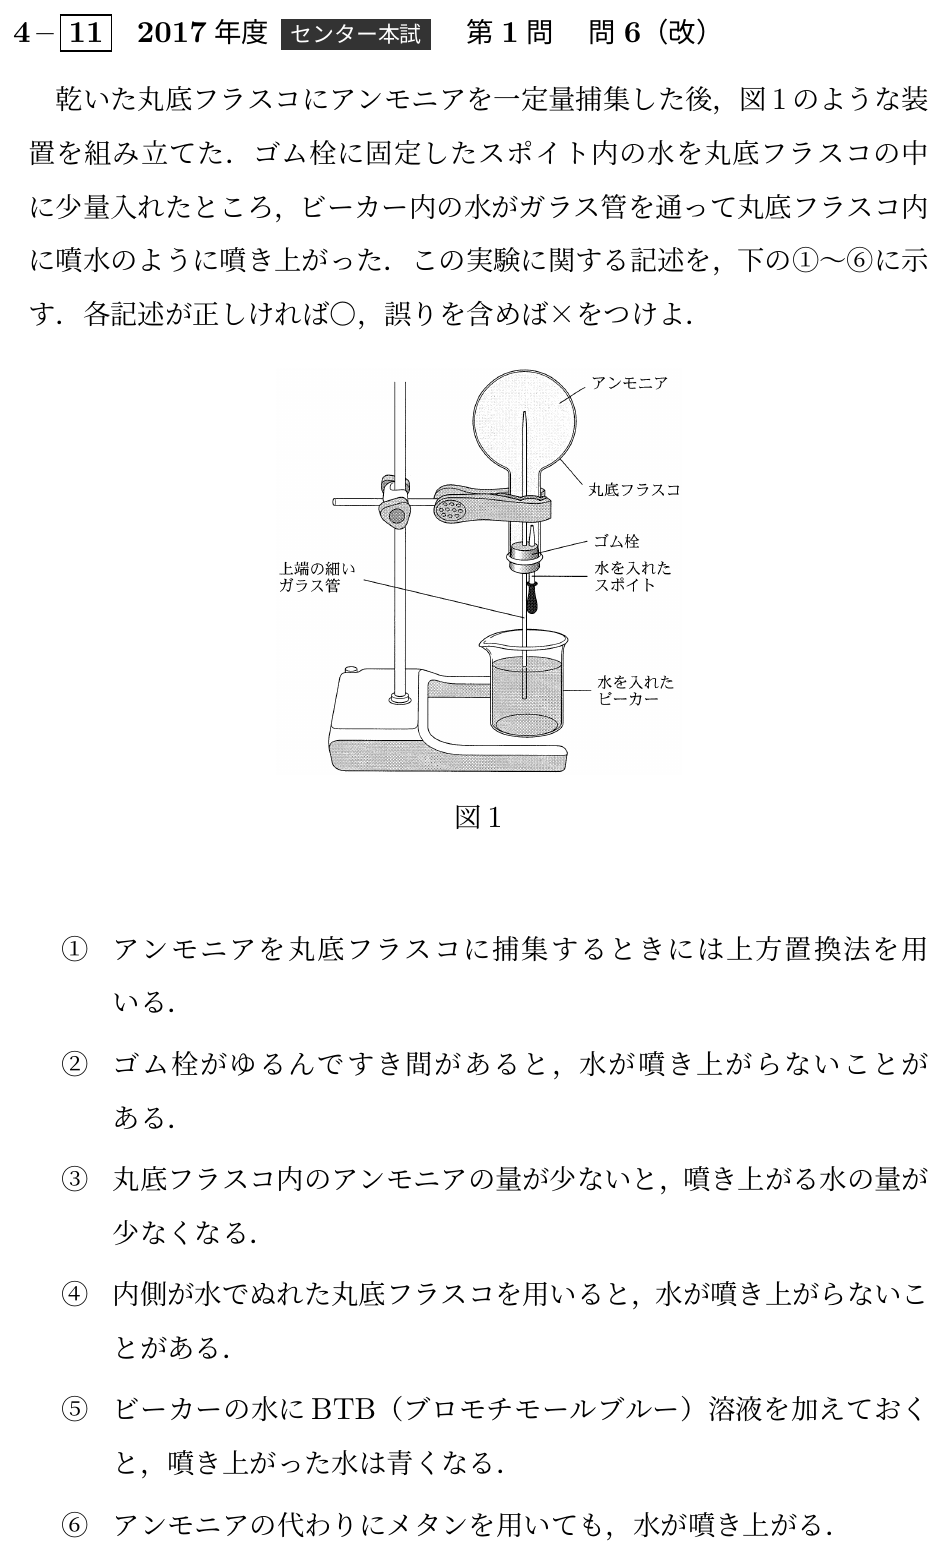 4－11 2017 年度 センター本試 第 1 問 問 6（改）
乾いた丸底フラスコにアンモニアを一定量捕集した後，図 1 のような装
置を組み立てた．ゴム栓に固定したスポイト内の水を丸底フラスコの中
に少量入れたところ，ビーカー内の水がガラス管を通って丸底フラスコ内
に噴水のように噴き上がった．この実験に関する記述を，下の①～⑥に示
す．各記述が正しければ○，誤りを含めば×をつけよ．
アンモニア
丸底フラスコ
ゴム栓
上端の細い
ガラス管
水を入れた
スポイト
水を入れた
ビーカー
図 1
① アンモニアを丸底フラスコに捕集するときには上方置換法を用
いる．
② ゴム栓がゆるんですき間があると，水が噴き上がらないことが
ある．
③ 丸底フラスコ内のアンモニアの量が少ないと，噴き上がる水の量が
少なくなる．
④ 内側が水でぬれた丸底フラスコを用いると，水が噴き上がらないこ
とがある．
⑤ ビーカーの水に BTB（ブロモチモールブルー）溶液を加えておく
と，噴き上がった水は青くなる．
⑥ アンモニアの代わりにメタンを用いても，水が噴き上がる．